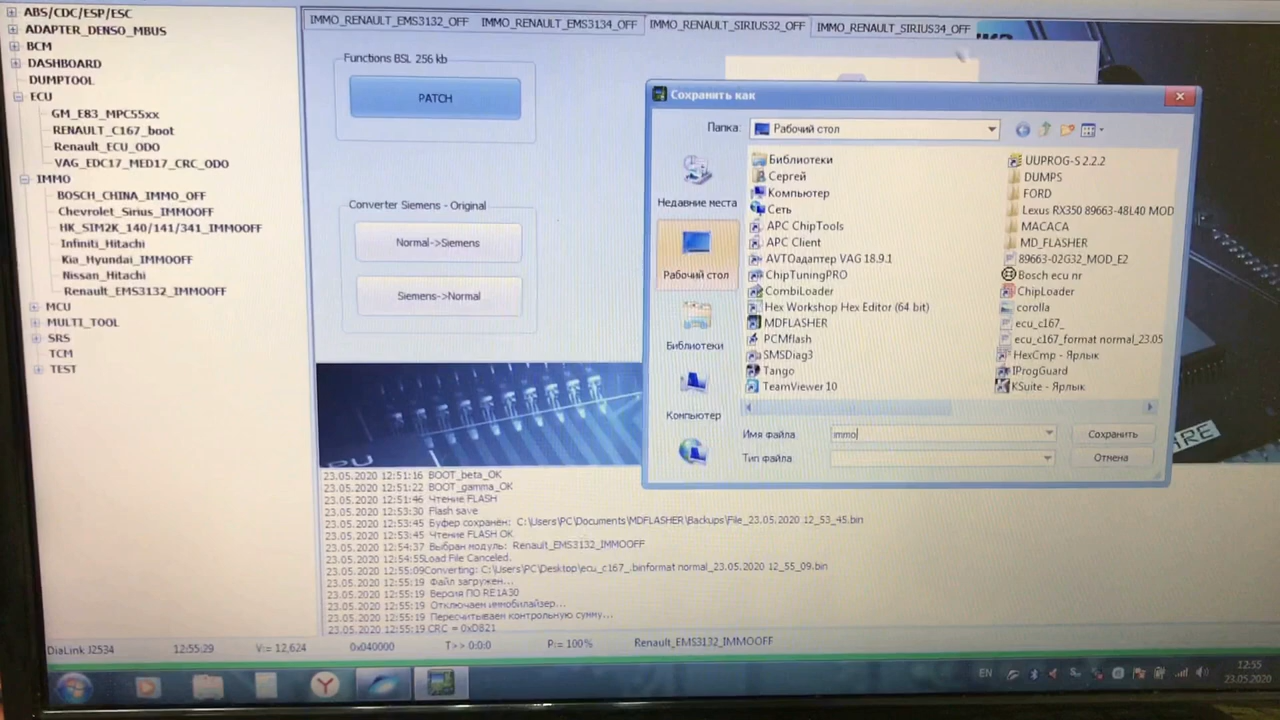 ABS/CDC/ESP/ESC
ADAPTER_DENSO_MBUS
BCM
DASHBOARD
DUMPTOOL
ECU
GM_E83_MPC55xx
RENAULT_C167_boot
Renault_ECU_ODO
VAG_EDC17_MED17_CRC_ODO
IMMO
BOSCH_CHINA_IMMO_OFF
Chevrolet_Sirius_IMMOOFF
HK_SIM2K_140/141/341_IMMOOFF
Infiniti_Hitachi
Kia_Hyundai_IMMOOFF
Nissan_Hitachi
Renault_EMS3132_IMMOOFF
MCU
MULTI_TOOL
SRS
TCM
TEST
IMMO_RENAULT_EMS3132_OFF
IMMO_RENAULT_EMS3134_OFF
IMMO_RENAULT_SIRIUS32_OFF
IMMO_RENAULT_SIRIUS34_OFF
Functions BSL 256 kb
PATCH
Converter Siemens - Original
Normal->Siemens
Siemens->Normal
Сохранить как
Папка:
Рабочий стол
Недавние места
Рабочий стол
Библиотеки
Компьютер
Библиотеки
Сергей
Компьютер
Сеть
APC ChipTools
APC Client
AVTOадаптер VAG 18.9.1
ChipTuningPRO
CombiLoader
Hex Workshop Hex Editor (64 bit)
MDFLASHER
PCMflash
SMSDiag3
Tango
TeamViewer 10
UUPROG-S 2.2.2
DUMPS
FORD
Lexus RX350 89663-48L40 MOD
MACACA
MD_FLASHER
89663-02G32_MOD_E2
Bosch ecu nr
ChipLoader
corolla
ecu_c167_
ecu_c167_format normal_23.05
HexCmp - Ярлык
IProgGuard
KSuite - Ярлык
Имя файла
immo
Сохранить
Тип файла
Отмена
23.05.2020 12:51:16 BOOT_beta_OK
23.05.2020 12:51:22 BOOT_gamma_OK
23.05.2020 12:51:46 Чтение FLASH
23.05.2020 12:53:30 Flash save
23.05.2020 12:53:45 Буфер сохранён: C:\Users\PC\Documents\MDFLASHER\Backups\File_23.05.2020 12_53_45.bin
23.05.2020 12:53:45 Чтение FLASH OK
23.05.2020 12:54:37 Выбран модуль: Renault_EMS3132_IMMOOFF
23.05.2020 12:54:55Load File Canceled.
23.05.2020 12:55:09Converting: C:\Users\PC\Desktop\ecu_c167_.binformat normal_23.05.2020 12_55_09.bin
23.05.2020 12:55:19 Файл загружен...
23.05.2020 12:55:19 Версия ПО RE1A30
23.05.2020 12:55:19 Отключаем иммобилайзер...
23.05.2020 12:55:19 Пересчитываем контрольную сумму...
23.05.2020 12:55:19 CRC = 0xD821
DiaLink J2534
12:55:29
V:= 12,624
0x040000
T>> 0:0:0
P:= 100%
Renault_EMS3132_IMMOOFF
EN
12:55
23.05.2020